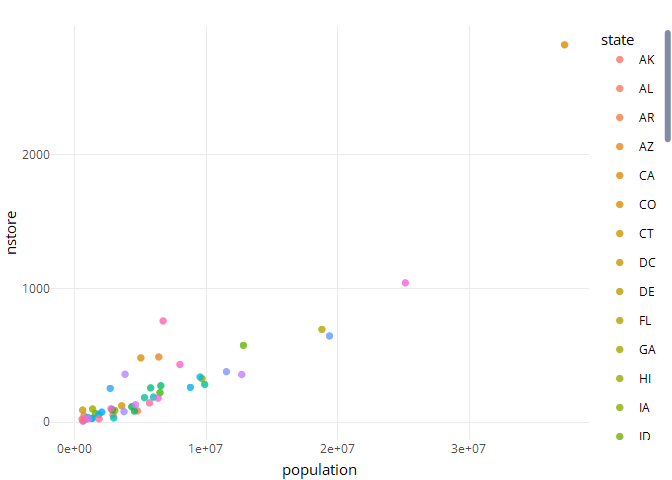 state
AK
AL
AR
AZ
CA
CO
CT
DC
DE
FL
GA
HI
IA
ID
nstore
2000
1000
0
0e+00 1e+07 2e+07 3e+07
population